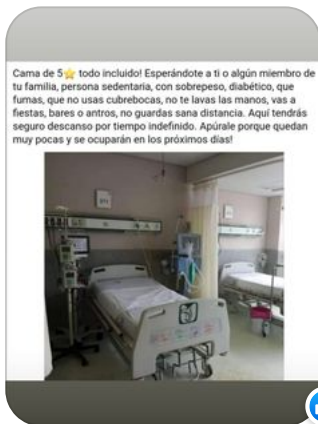 Cama de 5⭐ todo incluido! Esperándote a ti o algún miembro de
tu familia, persona sedentaria, con sobrepeso, diabético, que
fumas, que no usas cubrebocas, no te lavas las manos, vas a
fiestas, bares o antros, no guardas sana distancia. Aquí tendrás
seguro descanso por tiempo indefinido. Apúrale porque quedan
muy pocas y se ocuparán en los próximos días!